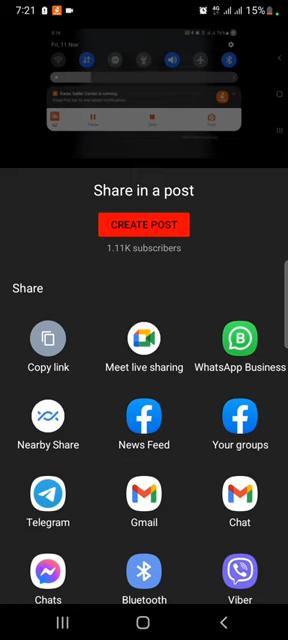 7:21
4G
15%
Fri, 11 Nov
Share in a post
CREATE POST
1.11K subscribers
Share
Copy link
Meet live sharing
WhatsApp Business
Nearby Share
News Feed
Your groups
Telegram
Gmail
Chat
Chats
Bluetooth
Viber